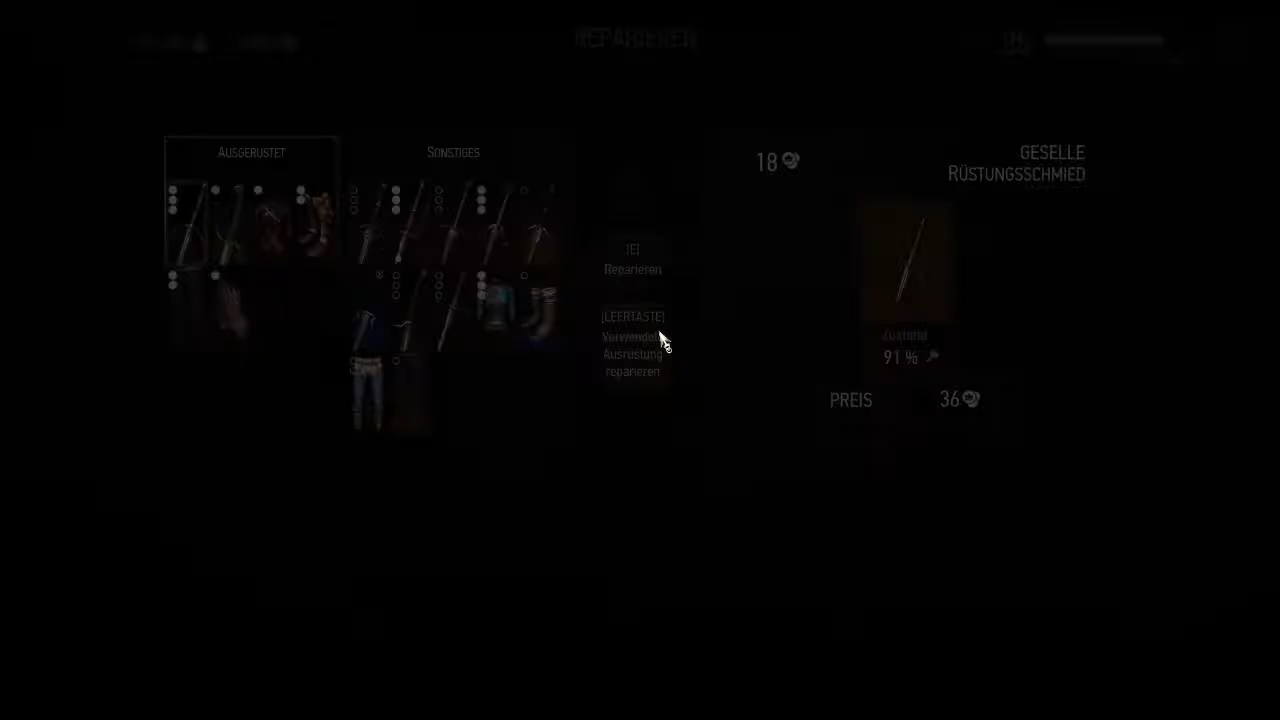 REPARIEREN
AUSGERÜSTET
SONSTIGES
18
GESELLE
RÜSTUNGSSCHMIED
[E]
Reparieren
[LEERTASTE]
Verwendete
Ausrüstung
reparieren
Zustand
91 %
PREIS
36